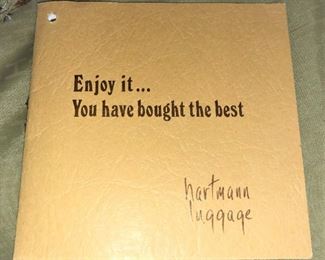 Enjoy it...
You have bought the best
hartmann
luggage